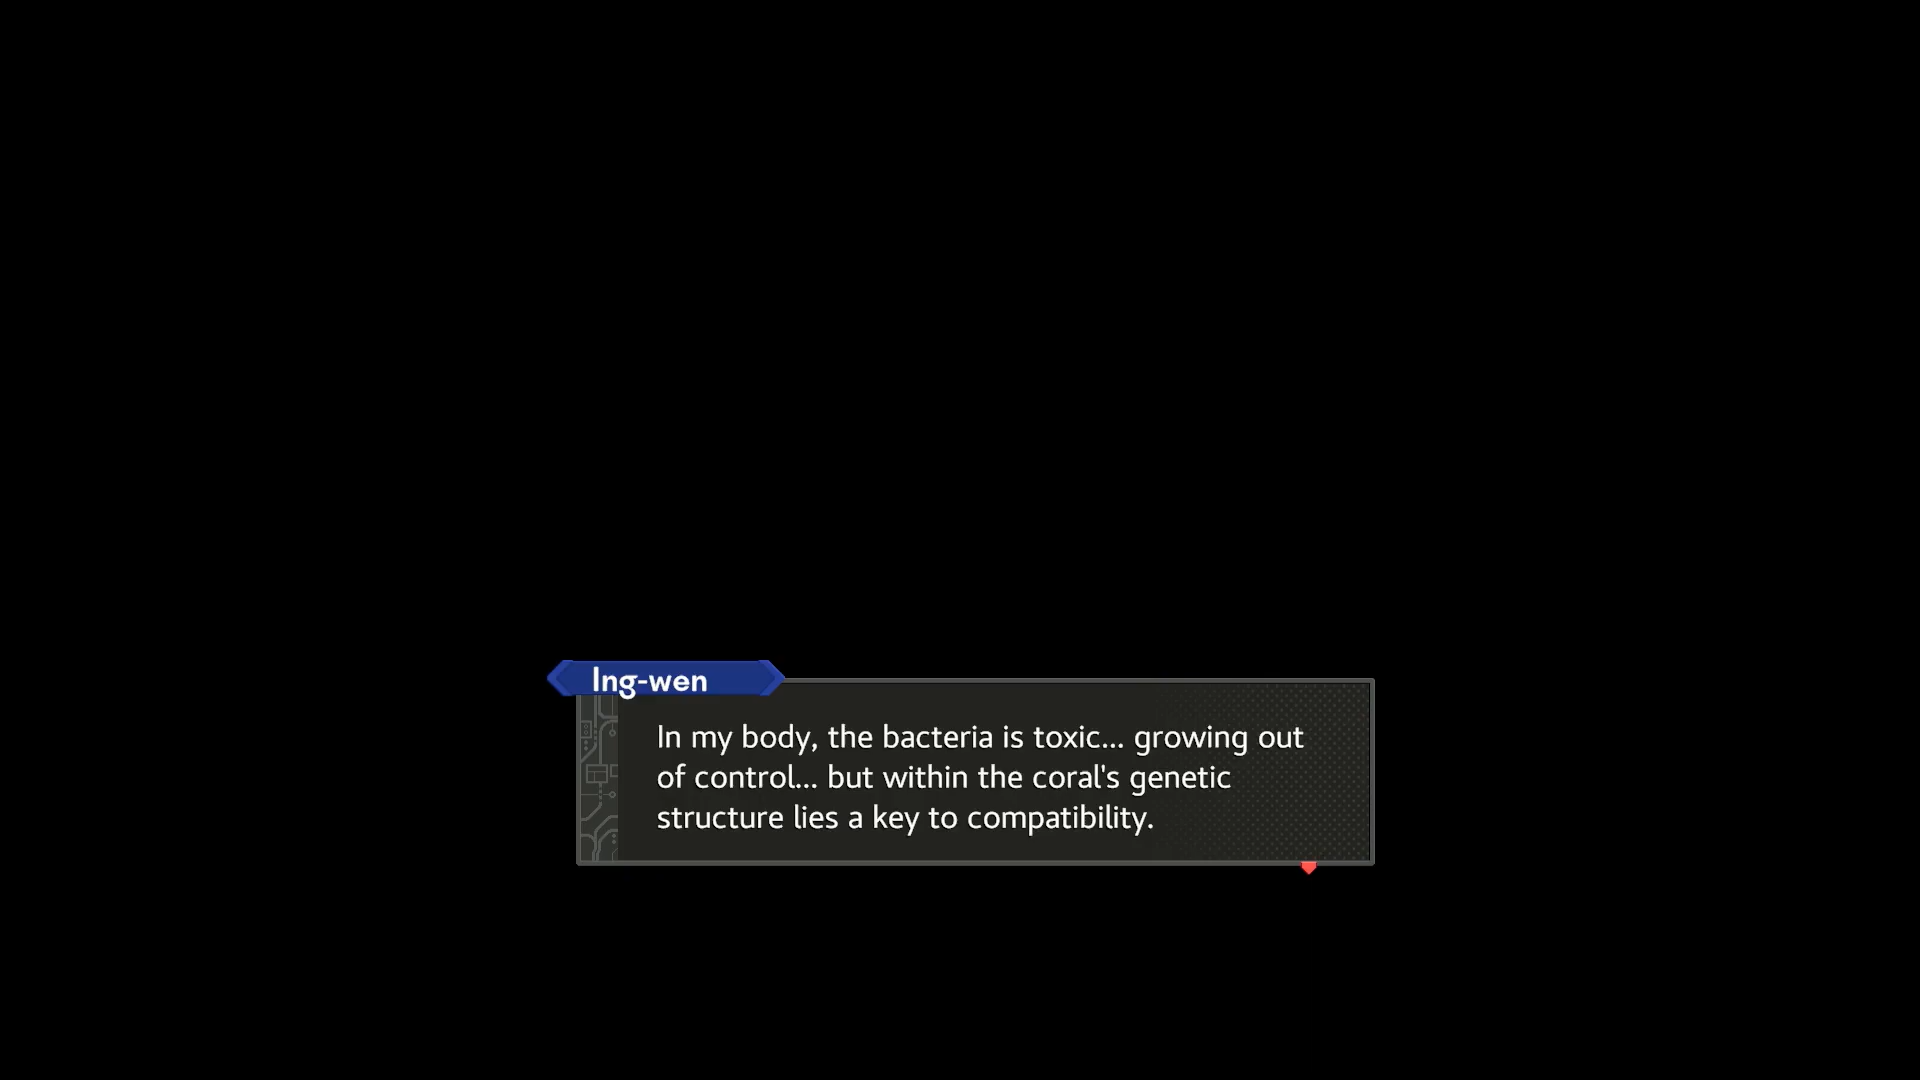 Ing-wen
In my body, the bacteria is toxic... growing out
of control... but within the coral's genetic
structure lies a key to compatibility.